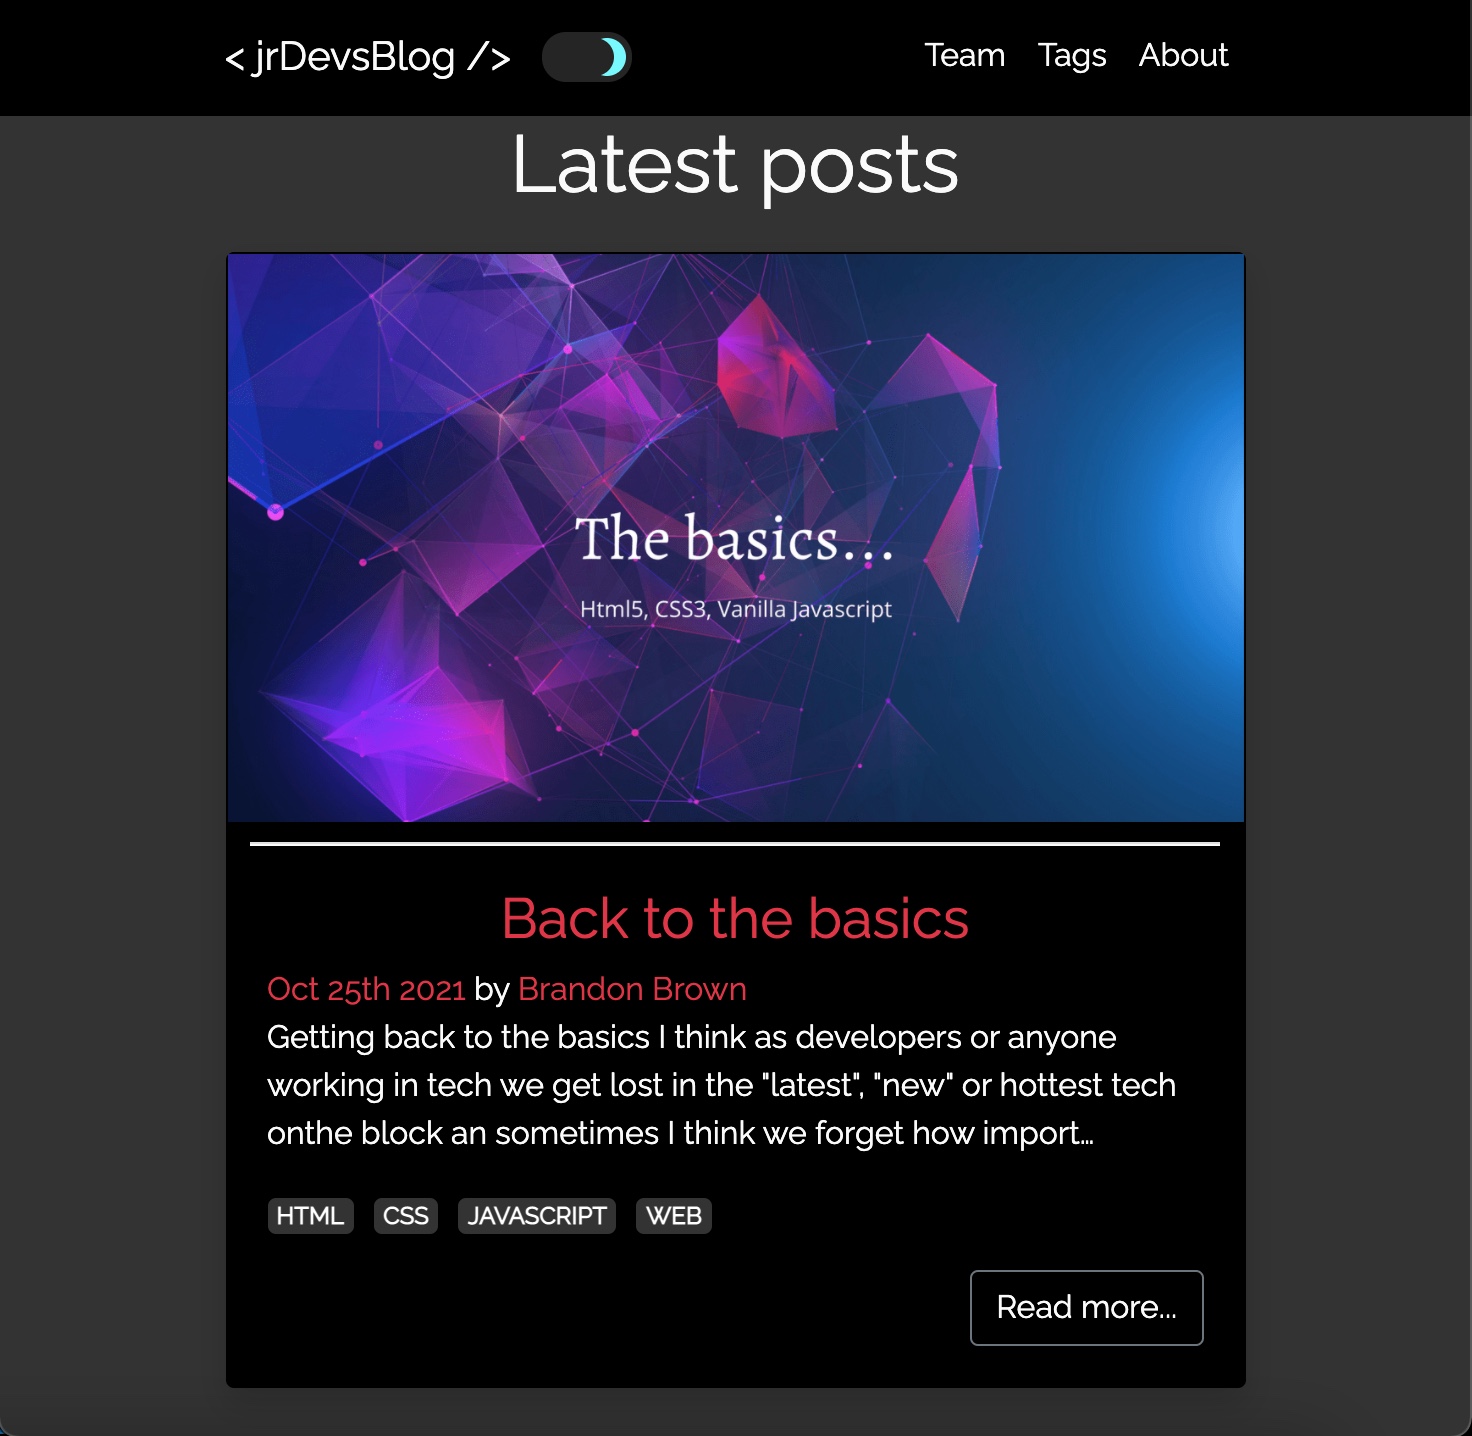 < jrDevsBlog />
Team Tags About
Latest posts
The basics...
Html5, CSS3, Vanilla Javascript
Back to the basics
Oct 25th 2021 by Brandon Brown
Getting back to the basics I think as developers or anyone
working in tech we get lost in the "latest", "new" or hottest tech
onthe block an sometimes I think we forget how import...
HTML CSS JAVASCRIPT WEB
Read more...